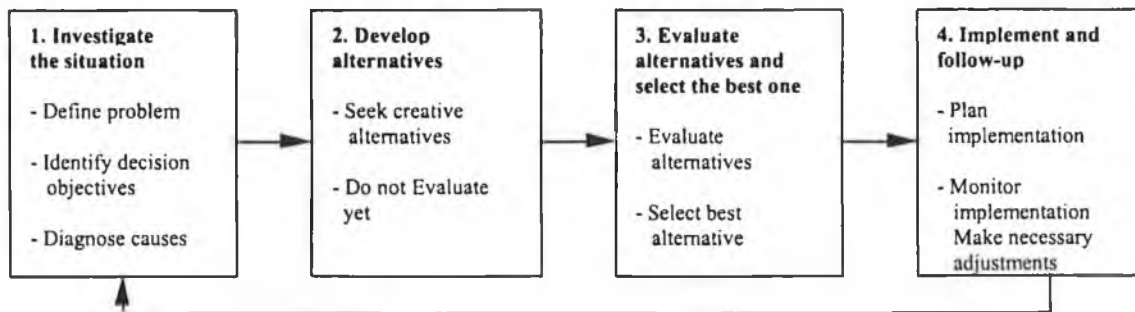 1. Investigate
the situation
- Define problem
- Identify decision
objectives
- Diagnose causes
2. Develop
alternatives
- Seek creative
alternatives
- Do not Evaluate
yet
3. Evaluate
alternatives and
select the best one
- Evaluate
alternatives
- Select best
alternative
4. Implement and
follow-up
- Plan
implementation
- Monitor
implementation
Make necessary
adjustments